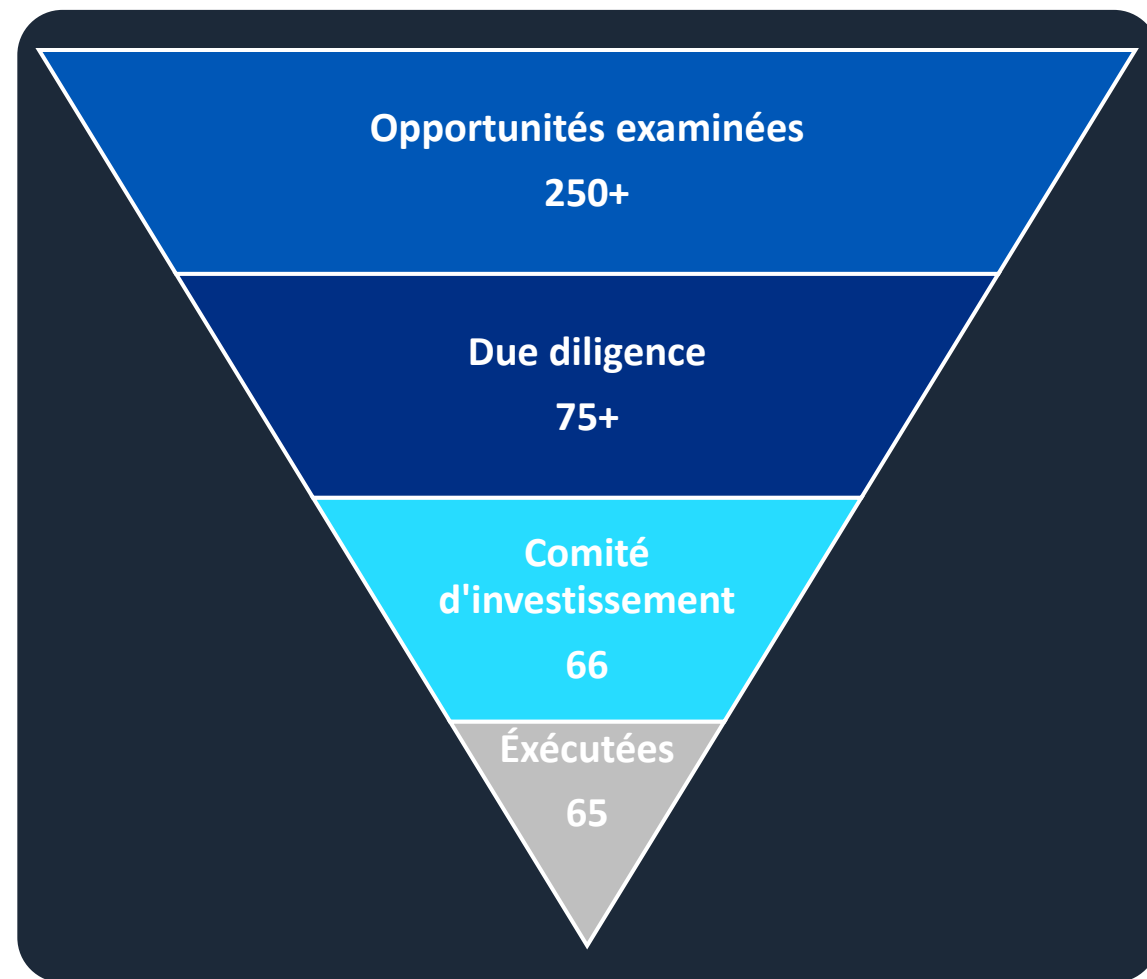 Opportunités examinées
250+
Due diligence
75+
Comité
d'investissement
66
Éxécutées
65